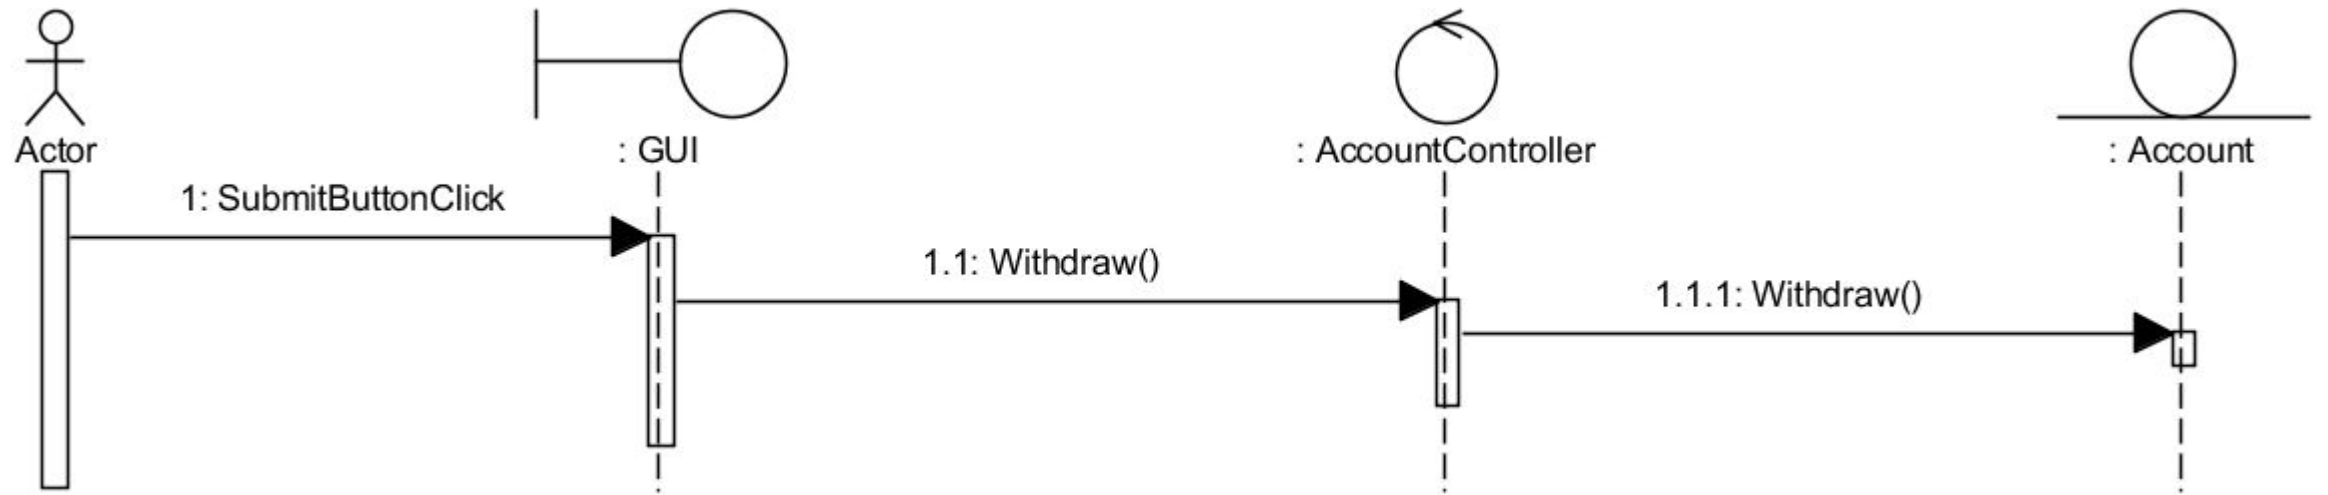 Actor
: GUI
: AccountController
: Account
1: SubmitButtonClick
1.1: Withdraw()
1.1.1: Withdraw()